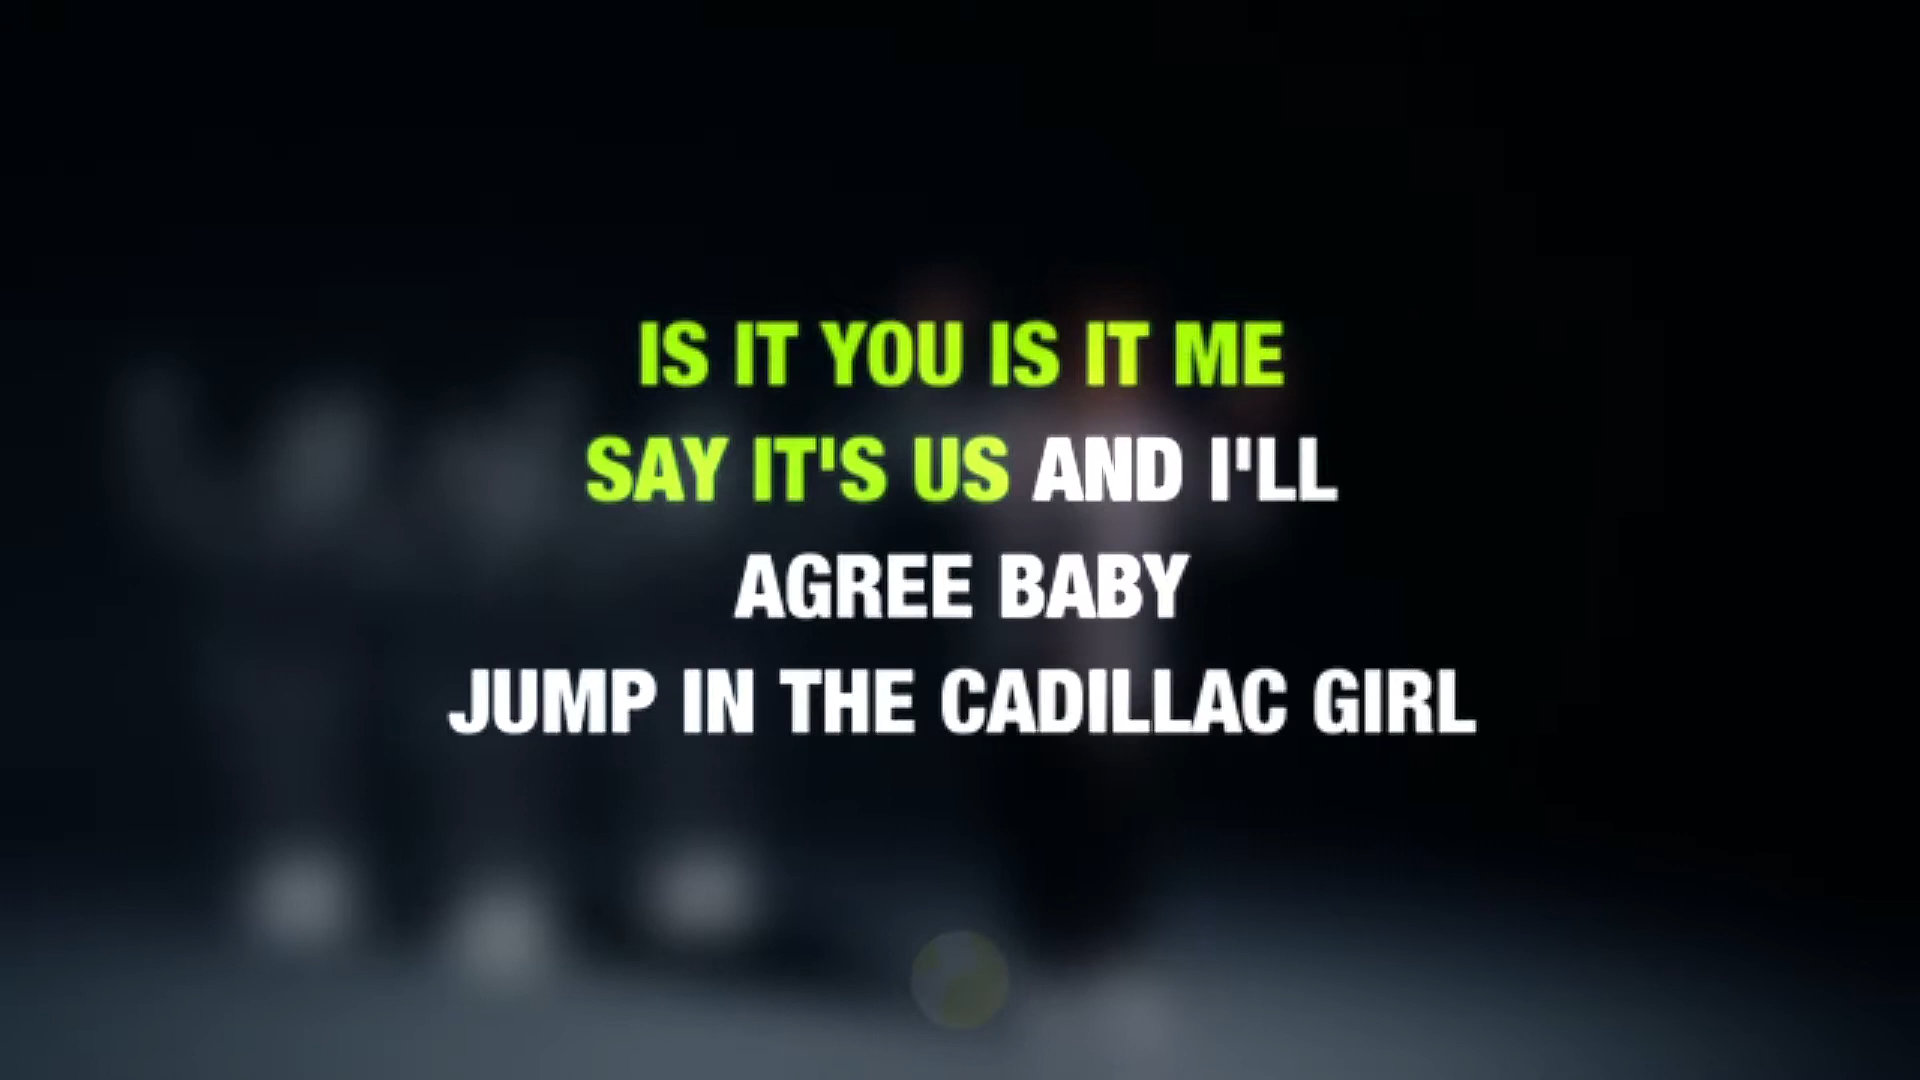 IS IT YOU IS IT ME
SAY IT'S US AND I'LL
AGREE BABY
JUMP IN THE CADILLAC GIRL